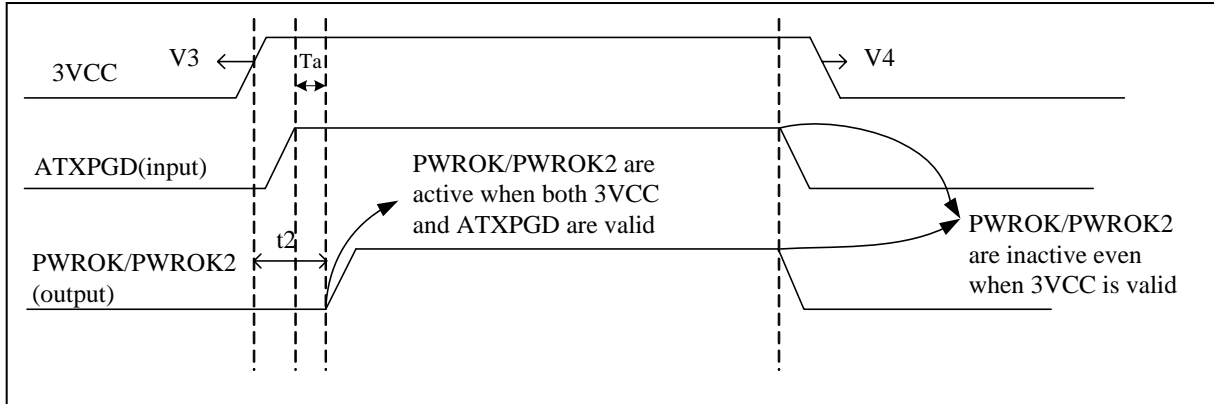 V3
Ta
V4
3VCC
ATXPGD(input)
PWROK/PWROK2 are
active when both 3VCC
and ATXPGD are valid
t2
PWROK/PWROK2
(output)
PWROK/PWROK2
are inactive even
when 3VCC is valid